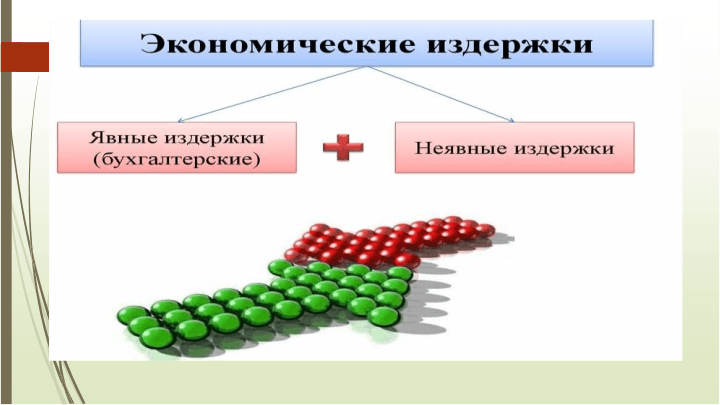 Экономические издержки
Явные издержки
(бухгалтерские)
Неявные издержки